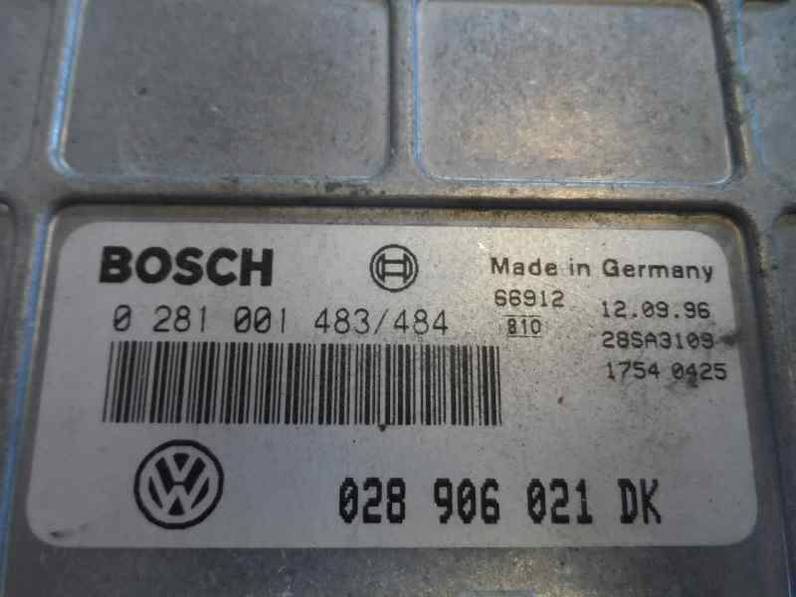 BOSCH
Made in Germany
0 281 001 483/484
66912 12.09.96
810 28SA3109
1754 0425
028 906 021 DK